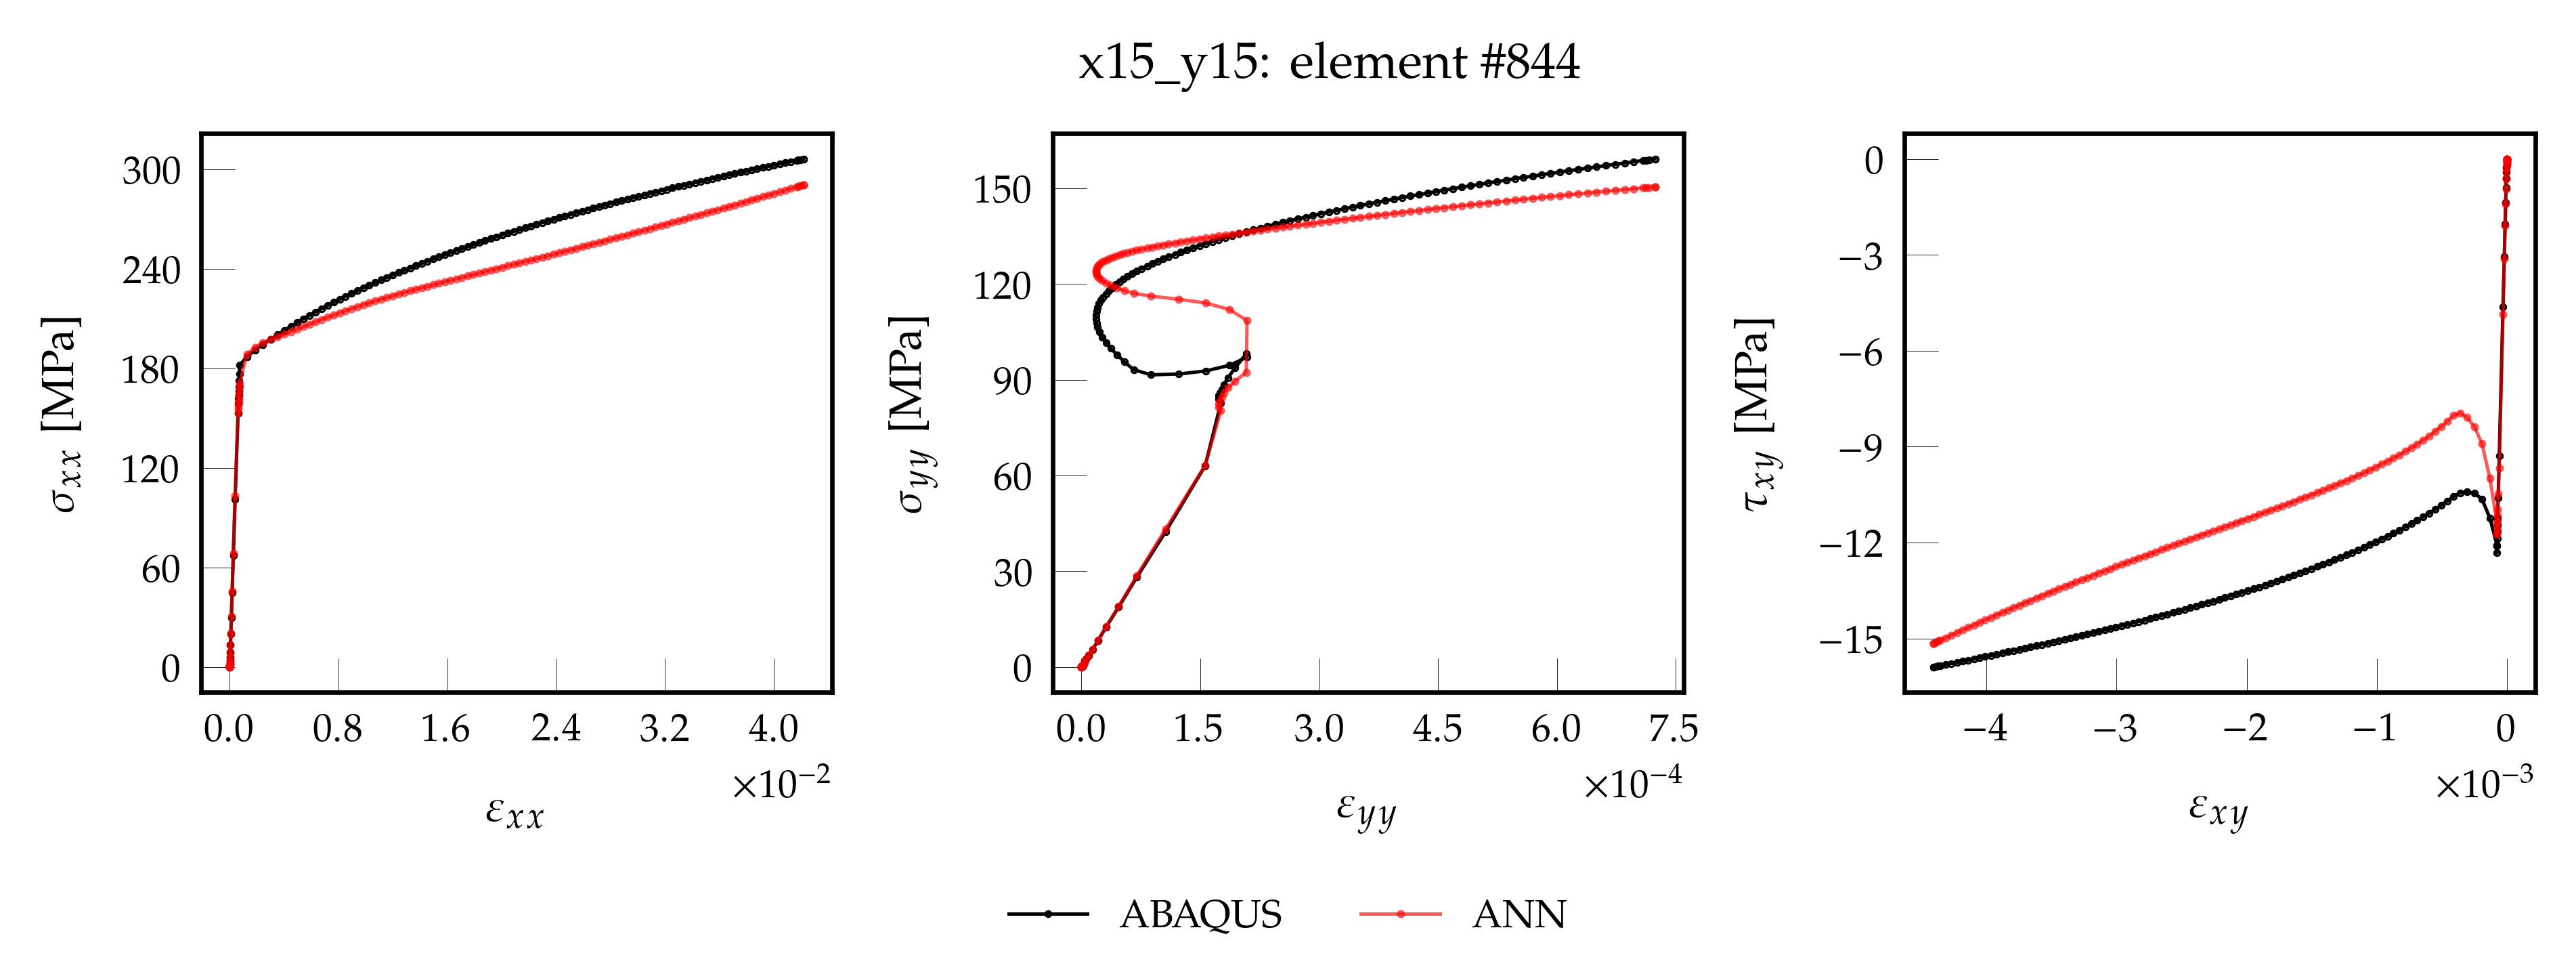 x15_y15: element #844
σxx [MPa]
300
240
180
120
60
0
0.0 0.8 1.6 2.4 3.2 4.0
×10−2
εxx
σyy [MPa]
150
120
90
60
30
0
0.0 1.5 3.0 4.5 6.0 7.5
×10−4
εyy
τxy [MPa]
0
−3
−6
−9
−12
−15
−4 −3 −2 −1 0
×10−3
εxy
ABAQUS ANN